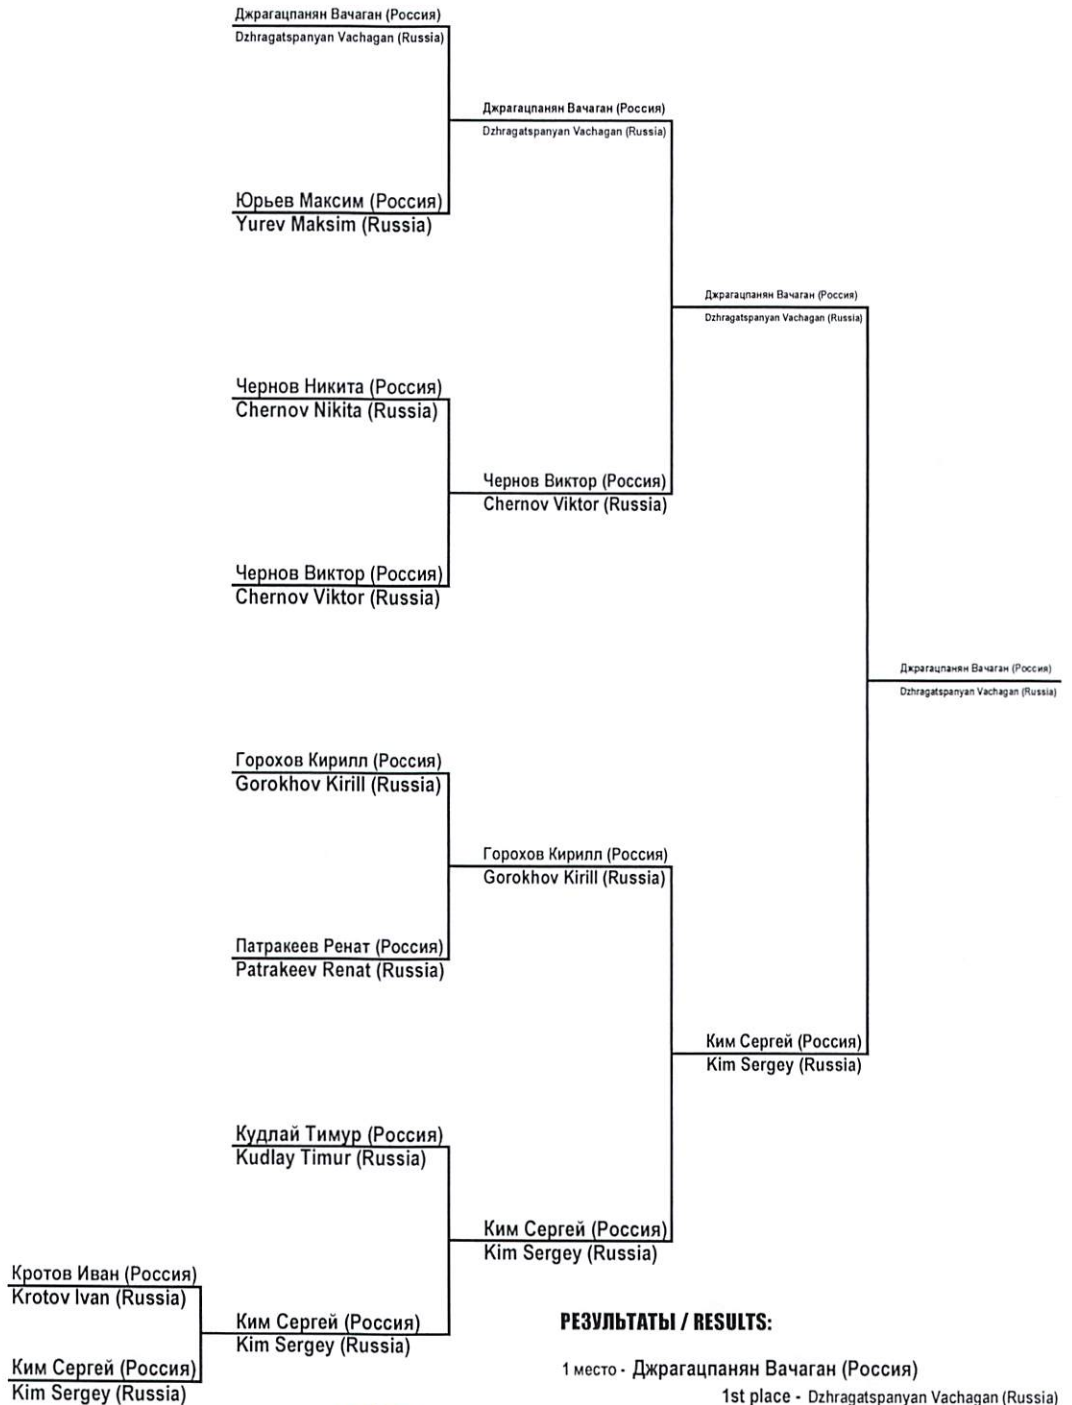 Джрагацпанян Вачаган (Россия)
Dzhragatspanyan Vachagan (Russia)
Джрагацпанян Вачаган (Россия)
Dzhragatspanyan Vachagan (Russia)
Юрьев Максим (Россия)
Yurev Maksim (Russia)
Джрагацпанян Вачаган (Россия)
Dzhragatspanyan Vachagan (Russia)
Чернов Никита (Россия)
Chernov Nikita (Russia)
Чернов Виктор (Россия)
Chernov Viktor (Russia)
Чернов Виктор (Россия)
Chernov Viktor (Russia)
Джрагацпанян Вачаган (Россия)
Dzhragatspanyan Vachagan (Russia)
Горохов Кирилл (Россия)
Gorokhov Kirill (Russia)
Горохов Кирилл (Россия)
Gorokhov Kirill (Russia)
Патракеев Ренат (Россия)
Patrakeev Renat (Russia)
Ким Сергей (Россия)
Kim Sergey (Russia)
Кудлай Тимур (Россия)
Kudlay Timur (Russia)
Ким Сергей (Россия)
Kim Sergey (Russia)
Кротов Иван (Россия)
Krotov Ivan (Russia)
Ким Сергей (Россия)
Kim Sergey (Russia)
Ким Сергей (Россия)
Kim Sergey (Russia)
РЕЗУЛЬТАТЫ / RESULTS:
1 место - Джрагацпанян Вачаган (Россия)
1st place - Dzhragatspanyan Vachagan (Russia)